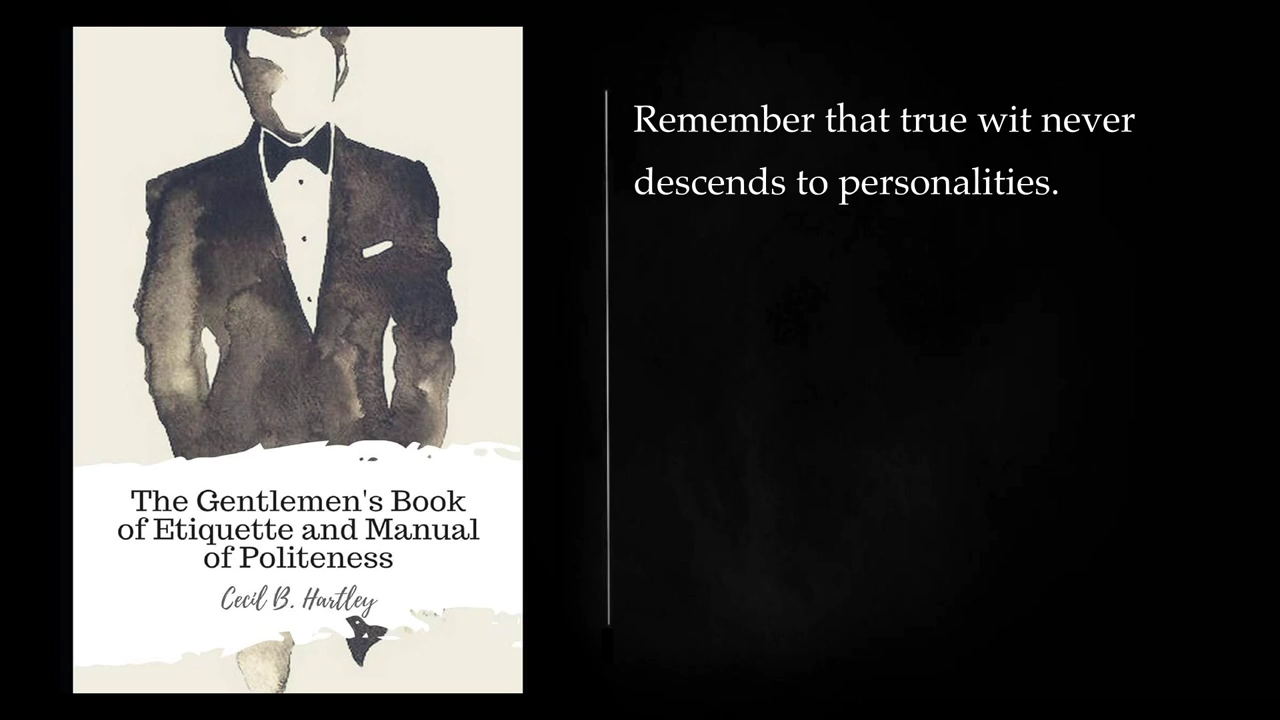 Remember that true wit never
descends to personalities.
The Gentlemen's Book
of Etiquette and Manual
of Politeness
Cecil B. Hartley